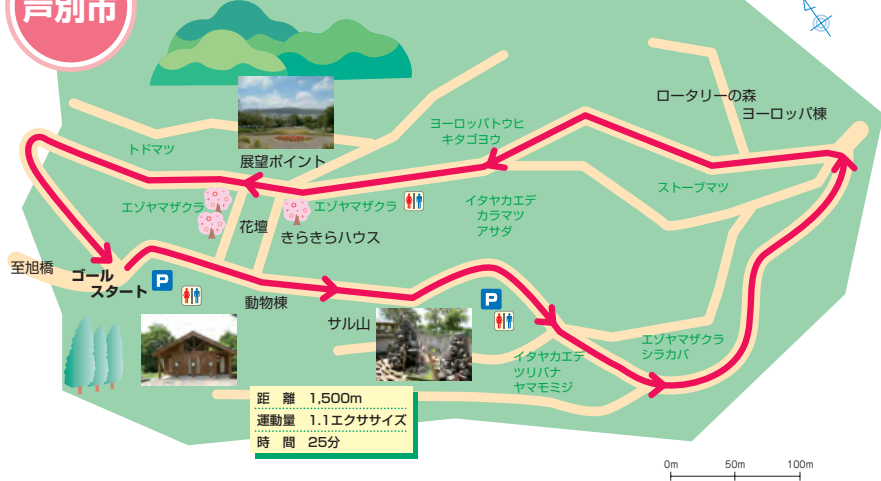 芦別市
ロータリーの森
ヨーロッパ棟
ヨーロッパトウヒ
キタゴヨウ
トドマツ
展望ポイント
ストーブマツ
エゾヤマザクラ
エゾヤマザクラ
イタヤカエデ
カラマツ
アサダ
花壇
きらきらハウス
至旭橋
ゴール
スタート
P
動物棟
サル山
P
エゾヤマザクラ
シラカバ
イタヤカエデ
ツリバナ
ヤマモミジ
距 離 1,500m
運動量 1.1エクササイズ
時 間 25分
0m 50m 100m